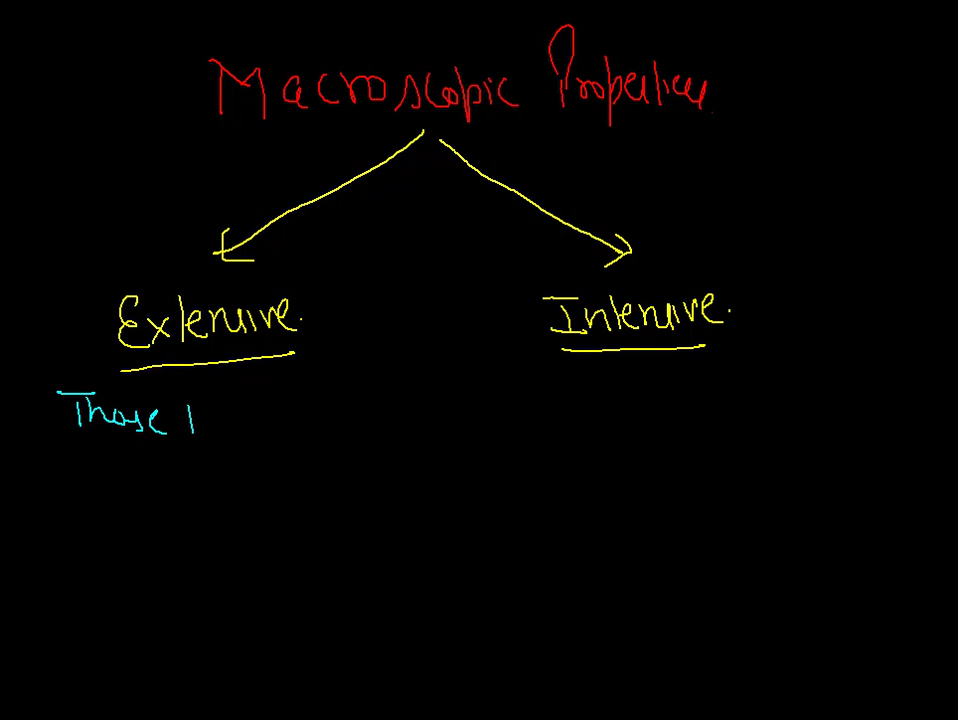 Macroscopic Properties
Extensive.
Intensive.
Those